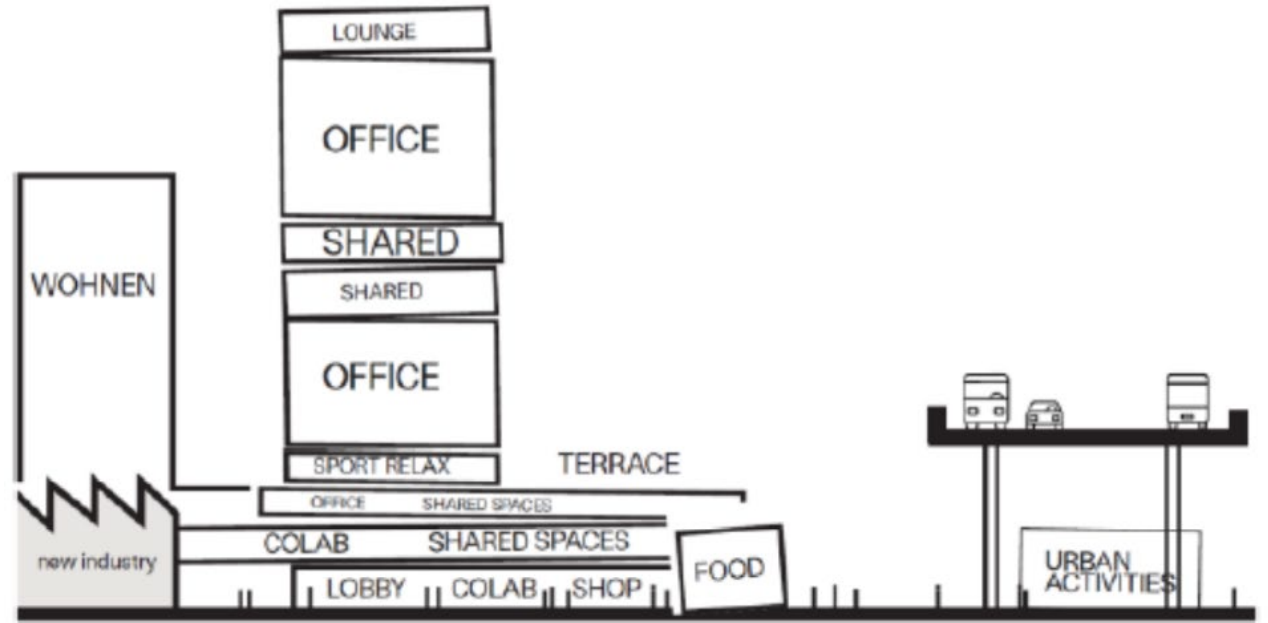 LOUNGE
OFFICE
SHARED
WOHNEN
SHARED
OFFICE
SPORT RELAX
TERRACE
OFFICE SHARED SPACES
COLAB SHARED SPACES
new industry
FOOD
LOBBY COLAB SHOP
URBAN
ACTIVITIES